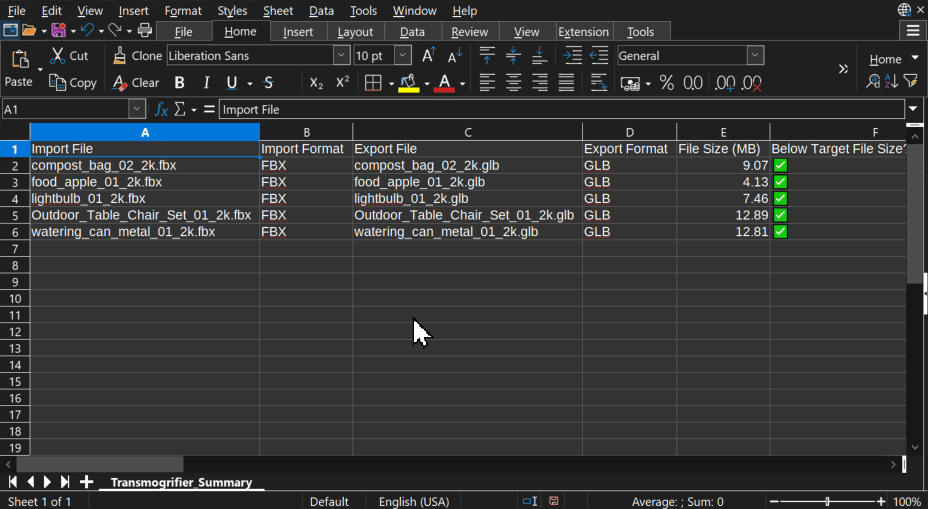 File Edit View Insert Format Styles Sheet Data Tools Window Help
File Home Insert Layout Data Review View Extension Tools
Cut Clone Liberation Sans 10 pt General Home
Paste Copy Clear B I U S X₂ X² A % 0.0 .00 .00
A1 fx Σ = Import File
A B C D E F
1 Import File Import Format Export File Export Format File Size (MB) Below Target File Size?
2 compost_bag_02_2k.fbx FBX compost_bag_02_2k.glb GLB 9.07 ✅
3 food_apple_01_2k.fbx FBX food_apple_01_2k.glb GLB 4.13 ✅
4 lightbulb_01_2k.fbx FBX lightbulb_01_2k.glb GLB 7.46 ✅
5 Outdoor_Table_Chair_Set_01_2k.fbx FBX Outdoor_Table_Chair_Set_01_2k.glb GLB 12.89 ✅
6 watering_can_metal_01_2k.fbx FBX watering_can_metal_01_2k.glb GLB 12.81 ✅
7
8
9
10
11
12
13
14
15
16
17
18
19
Transmogrifier_Summary
Sheet 1 of 1 Default English (USA) Average: ; Sum: 0 100%